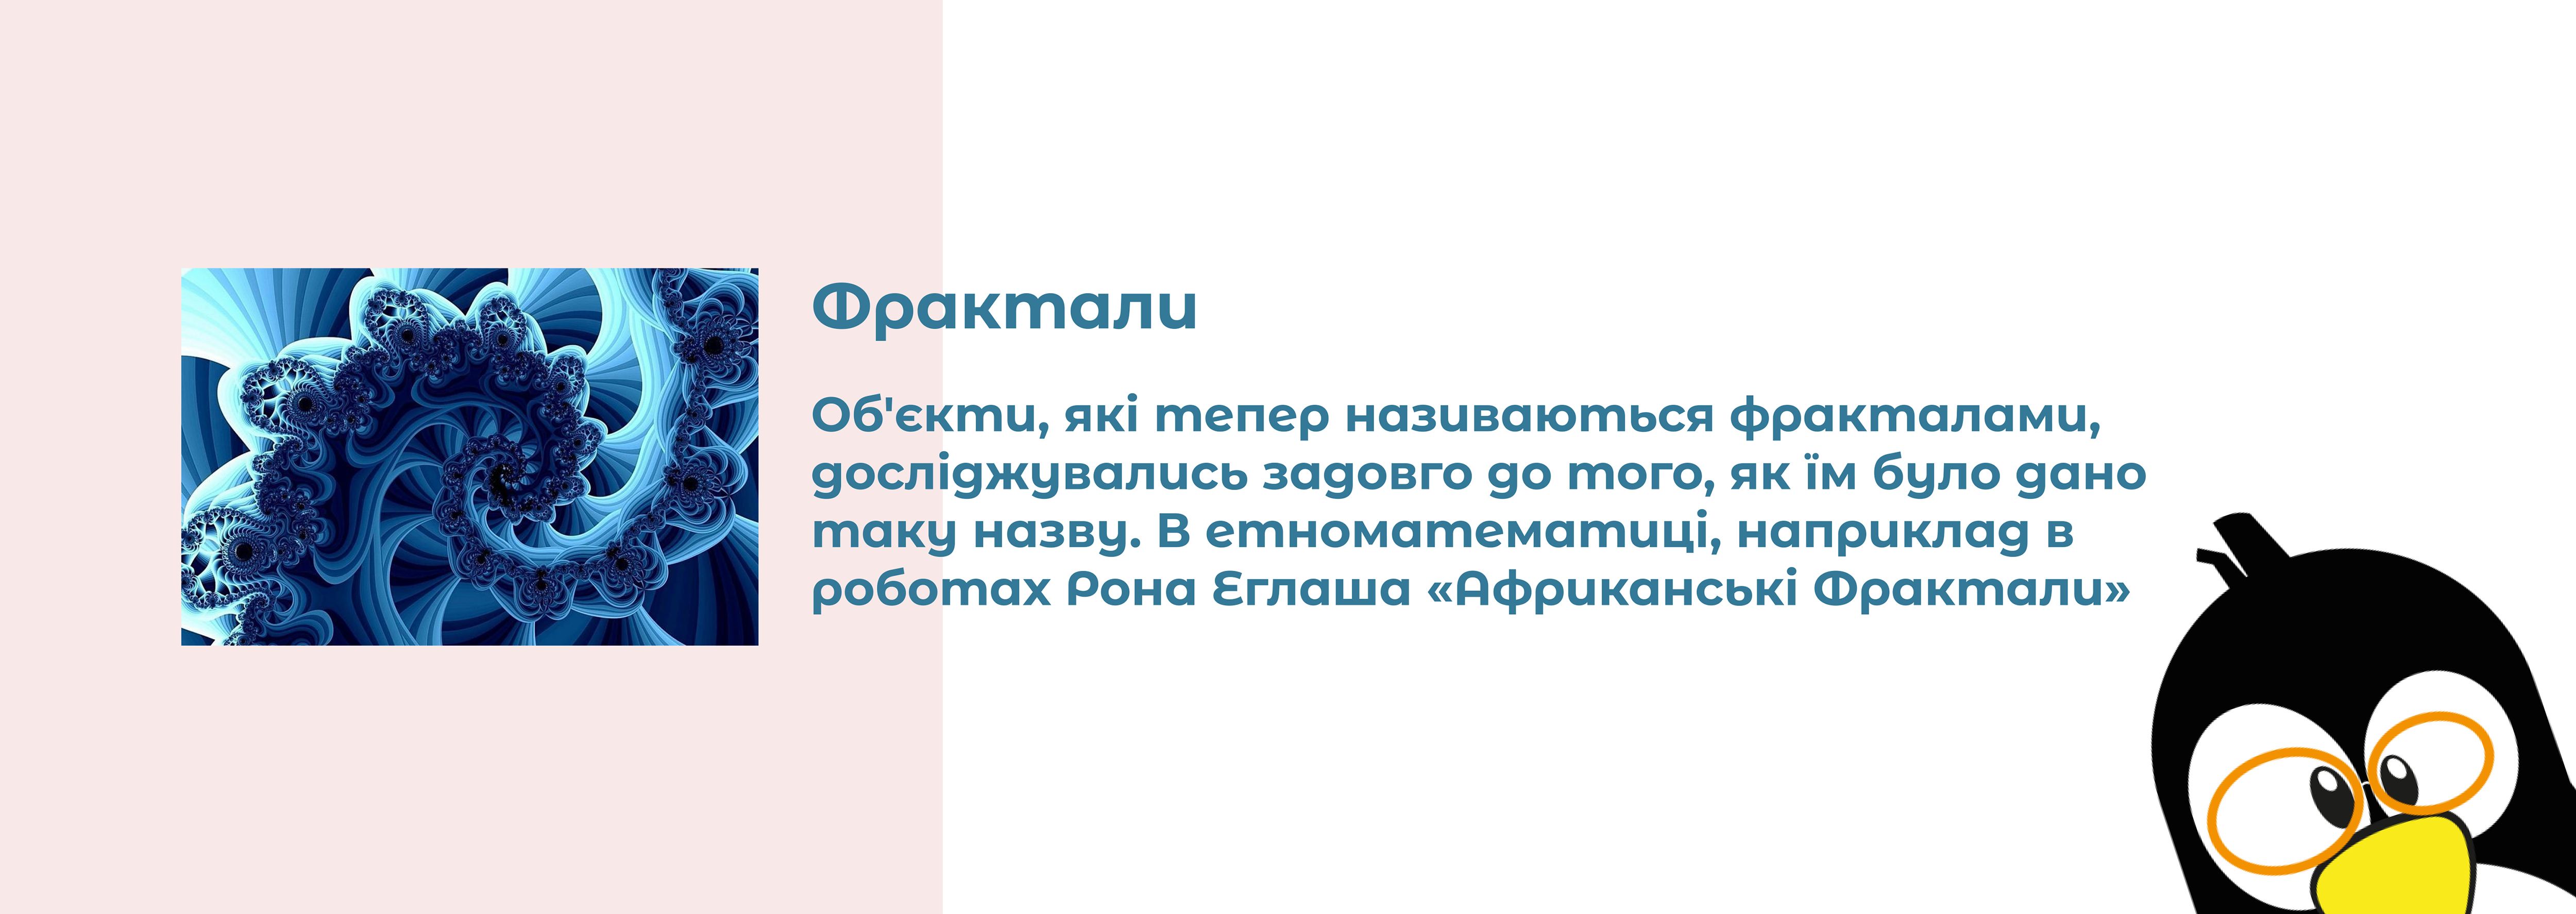 Фрактали
Об'єкти, які тепер називаються фракталами,
досліджувались задовго до того, як їм було дано
таку назву. В етноматематиці, наприклад в
роботах Рона Еглаша «Африканські Фрактали»